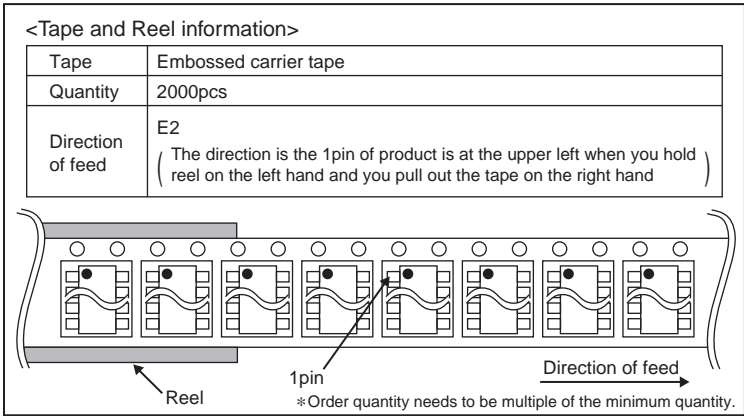 <Tape and Reel information>
Tape Embossed carrier tape
Quantity 2000pcs
Direction of feed E2
( The direction is the 1pin of product is at the upper left when you hold
reel on the left hand and you pull out the tape on the right hand )
Direction of feed
1pin
Reel
*Order quantity needs to be multiple of the minimum quantity.